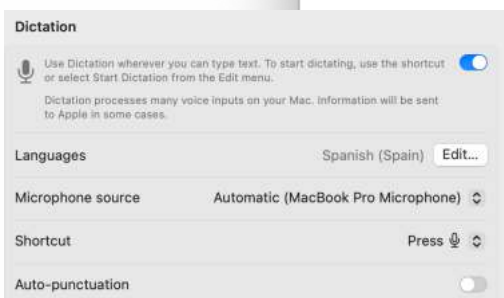 Dictation
Use Dictation wherever you can type text. To start dictating, use the shortcut
or select Start Dictation from the Edit menu.
Dictation processes many voice inputs on your Mac. Information will be sent
to Apple in some cases.
Languages Spanish (Spain) Edit...
Microphone source Automatic (MacBook Pro Microphone)
Shortcut Press
Auto-punctuation